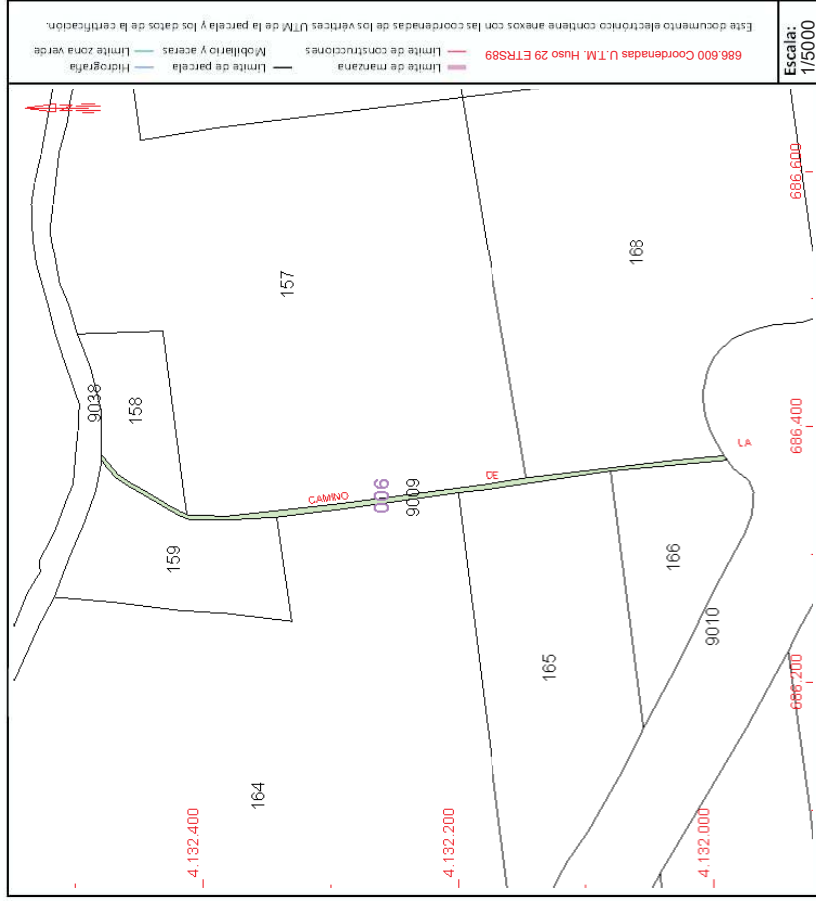 Este documento electrónico contiene anexos con las coordenadas de los vértices UTM de la parcela y los datos de la certificación.
686.600 Coordenadas U.T.M. Huso 29 ETRS89
Límite de manzana
Límite de construcciones
Límite de parcela
Mobiliario y aceras
Hidrografía
Límite zona verde
Escala:
1/5000
9038
158
157
159
CAMINO
006
9009
DE
LA
164
165
166
168
9010
4.132.400
4.132.200
4.132.000
686.200
686.400
686.600